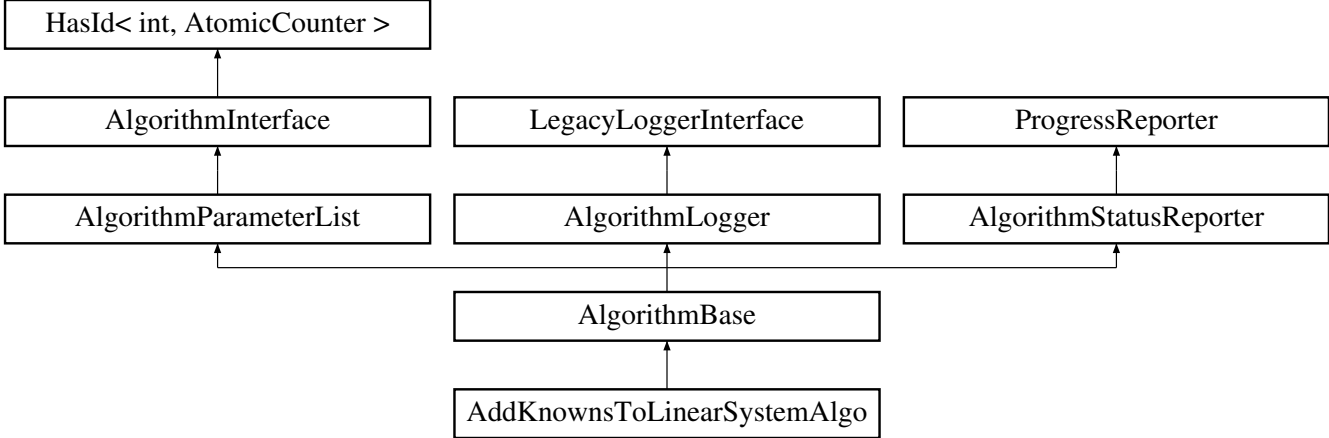 HasId< int, AtomicCounter >
AlgorithmInterface
LegacyLoggerInterface
ProgressReporter
AlgorithmParameterList
AlgorithmLogger
AlgorithmStatusReporter
AlgorithmBase
AddKnownsToLinearSystemAlgo